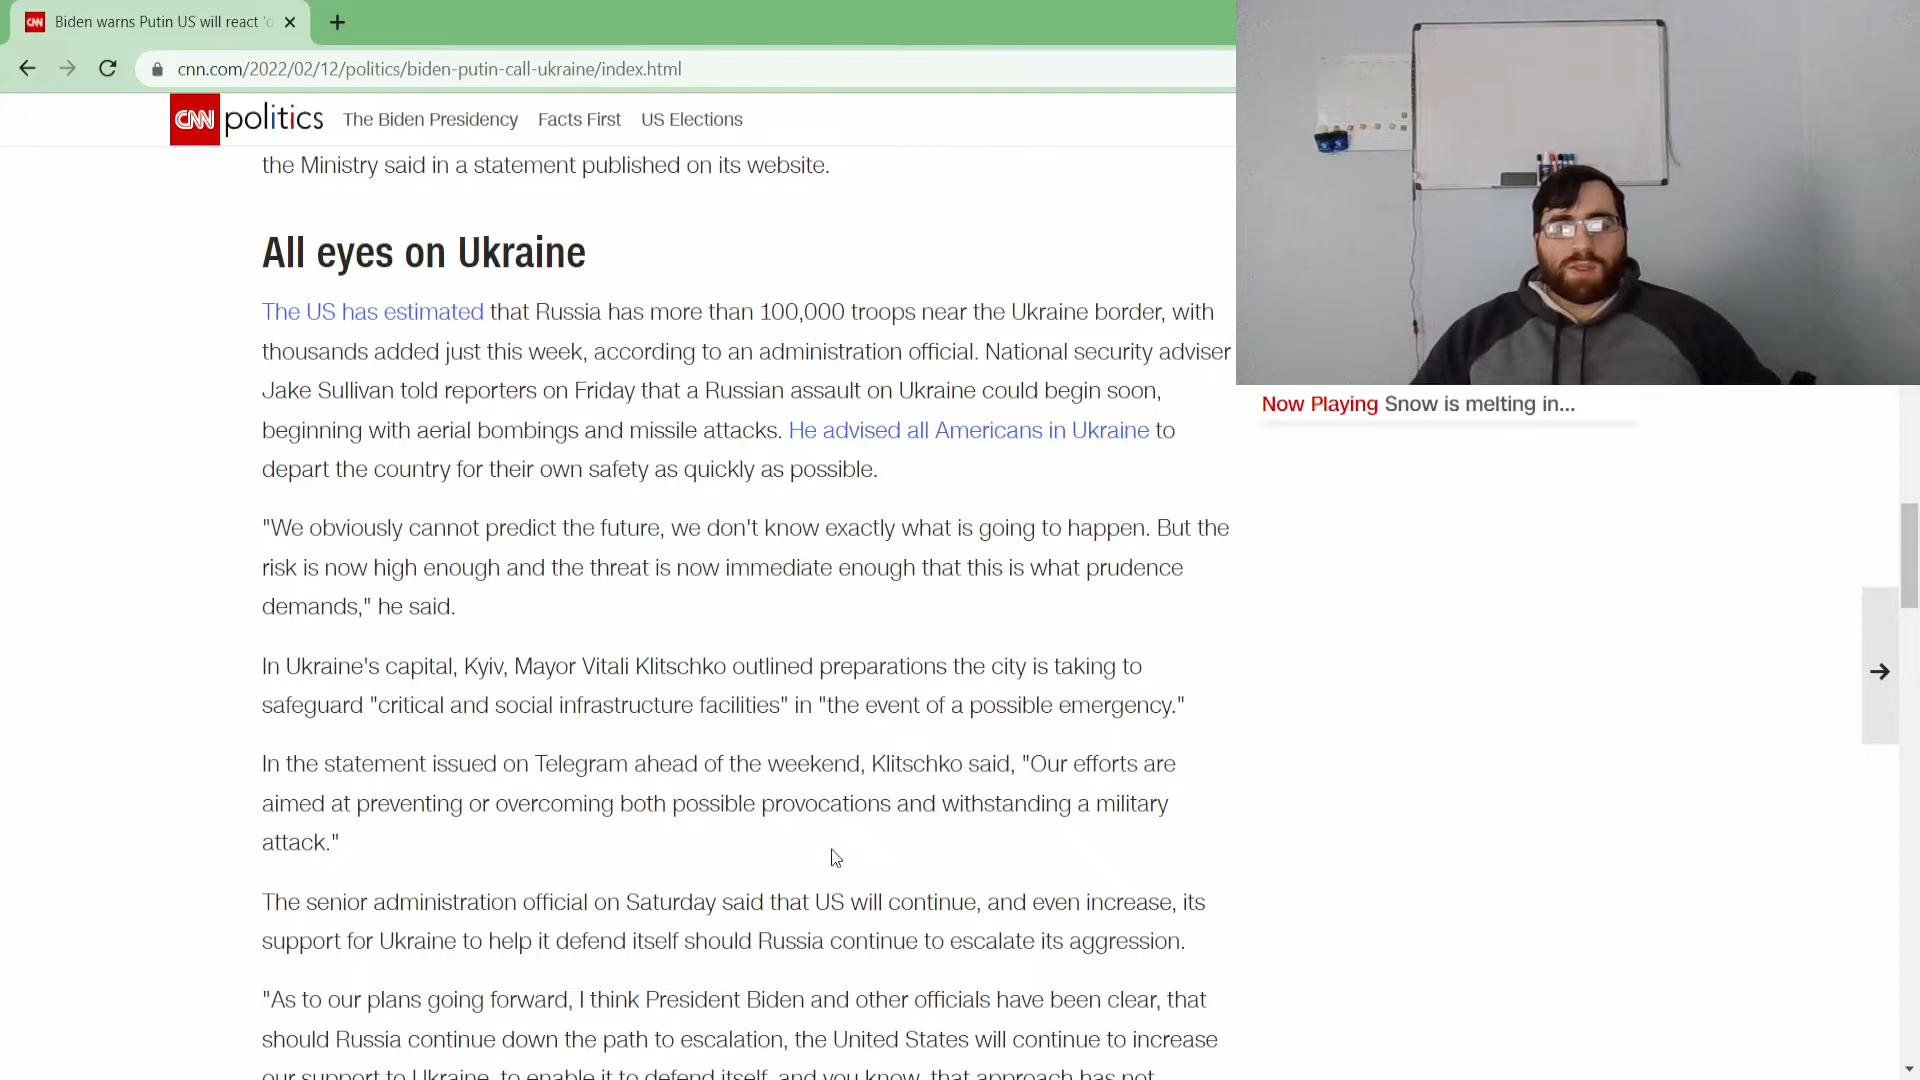 CNN Biden warns Putin US will react 'd
cnn.com/2022/02/12/politics/biden-putin-call-ukraine/index.html
CNN politics The Biden Presidency Facts First US Elections
the Ministry said in a statement published on its website.
All eyes on Ukraine
The US has estimated that Russia has more than 100,000 troops near the Ukraine border, with
thousands added just this week, according to an administration official. National security adviser
Jake Sullivan told reporters on Friday that a Russian assault on Ukraine could begin soon,
beginning with aerial bombings and missile attacks. He advised all Americans in Ukraine to
depart the country for their own safety as quickly as possible.
"We obviously cannot predict the future, we don't know exactly what is going to happen. But the
risk is now high enough and the threat is now immediate enough that this is what prudence
demands," he said.
In Ukraine's capital, Kyiv, Mayor Vitali Klitschko outlined preparations the city is taking to
safeguard "critical and social infrastructure facilities" in "the event of a possible emergency."
In the statement issued on Telegram ahead of the weekend, Klitschko said, "Our efforts are
aimed at preventing or overcoming both possible provocations and withstanding a military
attack."
The senior administration official on Saturday said that US will continue, and even increase, its
support for Ukraine to help it defend itself should Russia continue to escalate its aggression.
"As to our plans going forward, I think President Biden and other officials have been clear, that
should Russia continue down the path to escalation, the United States will continue to increase
our support to Ukraine, to enable it to defend itself, and you know, that approach has not
Now Playing Snow is melting in...